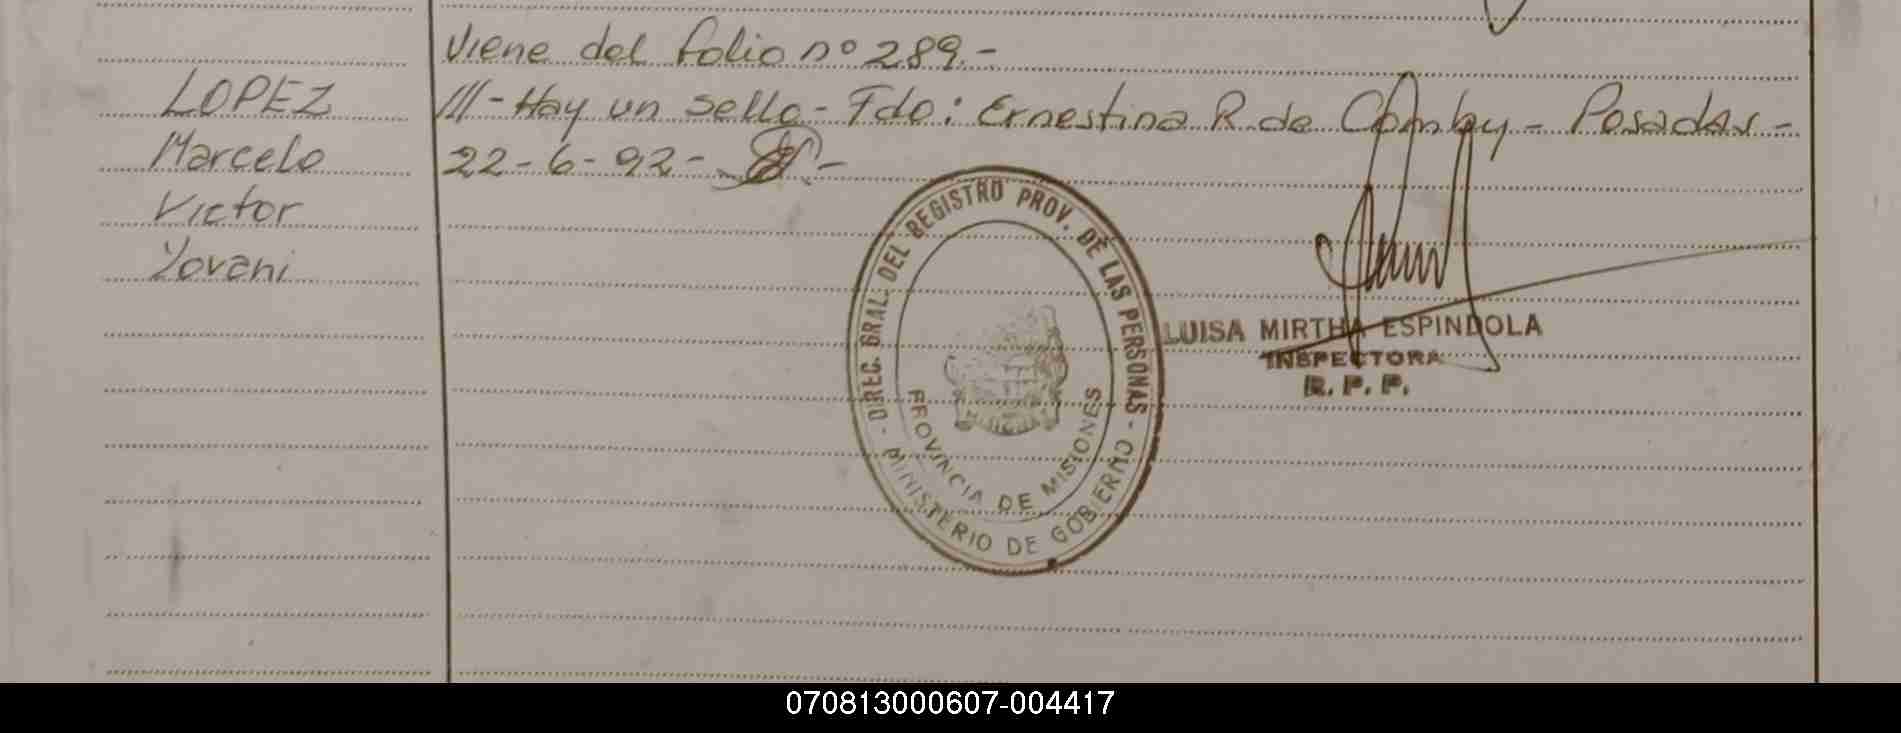 Viene del folio nº 289.-
LOPEZ
///- Hay un sello - Fdo: Ernestina R de Comby - Posadas -
Marcelo
22-6-92-
Victor
Yovani
DREC. GRAL. DEL REGISTRO PROV. DE LAS PERSONAS
MINISTERIO DE GOBIERNO
PROVINCIA DE MISIONES
LUISA MIRTHA ESPINDOLA
INSPECTORA
R. P. P.
070813000607-004417